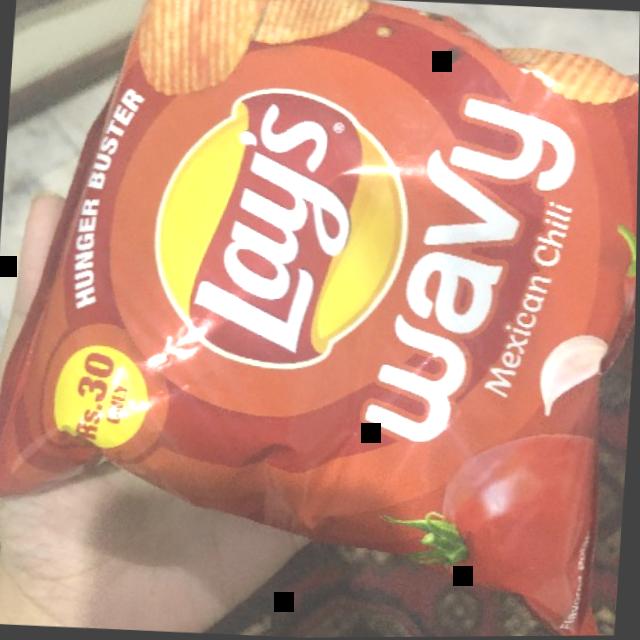 HUNGER BUSTER
Lay's®
wavy
Mexican Chili
Rs.30
ONLY